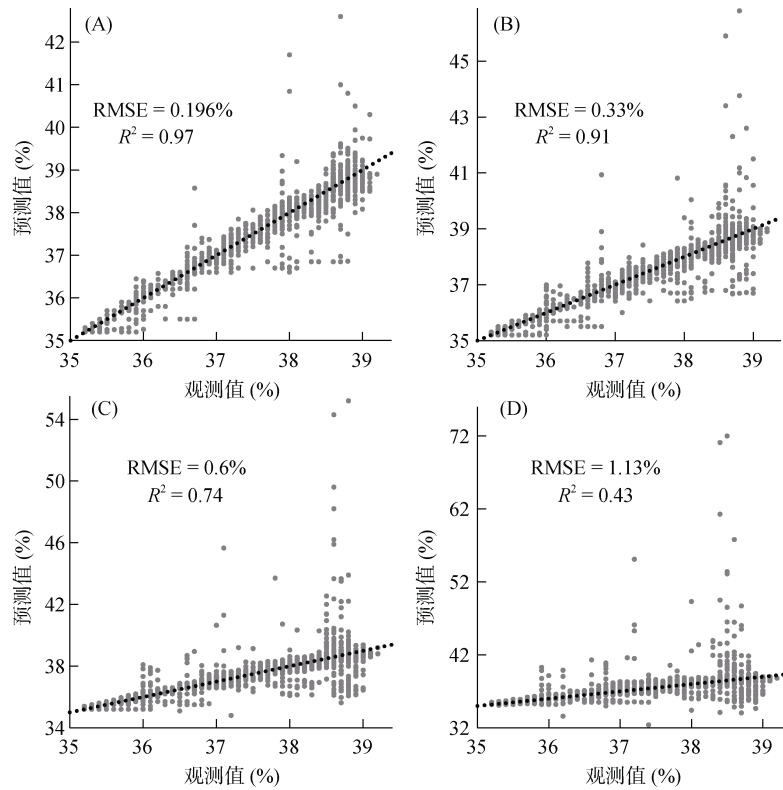 (A)
RMSE = 0.196%
R² = 0.97
预测值 (%)
42
41
40
39
38
37
36
35
35 36 37 38 39
观测值 (%)
(B)
RMSE = 0.33%
R² = 0.91
预测值 (%)
45
43
41
39
37
35
35 36 37 38 39
观测值 (%)
(C)
RMSE = 0.6%
R² = 0.74
预测值 (%)
54
50
46
42
38
34
35 36 37 38 39
观测值 (%)
(D)
RMSE = 1.13%
R² = 0.43
预测值 (%)
72
62
52
42
32
35 36 37 38 39
观测值 (%)